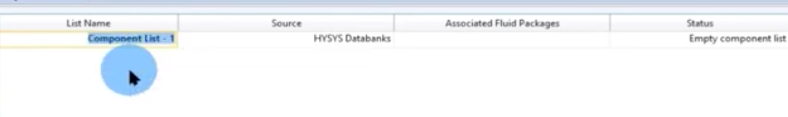 List Name Source Associated Fluid Packages Status
Component List - 1 HYSYS Databanks Empty component list